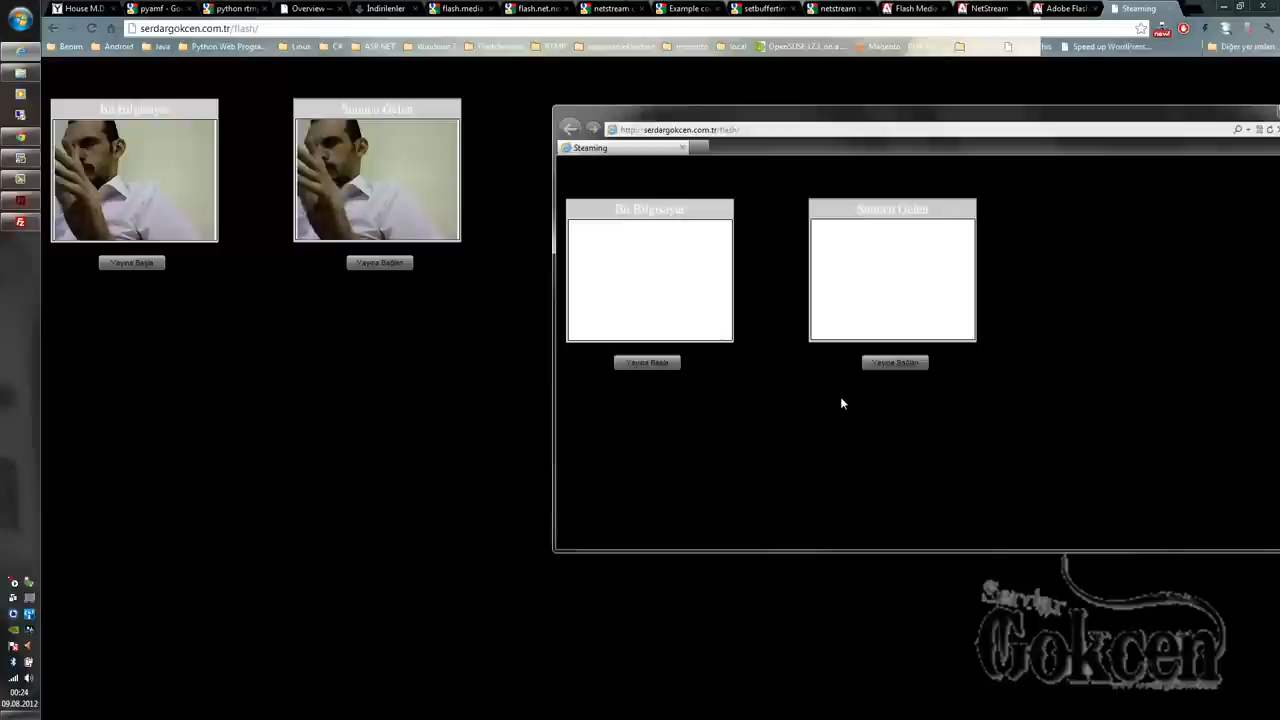 House M.D
pyamf - Go
python rtm
Overview —
İndirilenler
flash.media
flash.net.ne
netstream
Example co
setbufferti
netstream
Flash Media
NetStream
Adobe Flash
Steaming
serdargokcen.com.tr/flash/
new!
Benim
Android
Java
Python Web Progra...
Linux
C#
ASP.NET
RTMP
local
Magento
Speed up WordPress...
Diğer yer imleri
Bu Bilgisayar
Sunucu Gelen
Yayına Başla
Yayına Bağlan
http://serdargokcen.com.tr/flash/
Steaming
Bu Bilgisayar
Sunucu Gelen
Yayına Başla
Yayına Bağlan
Serdar
Gokcen
00:24
09.08.2012